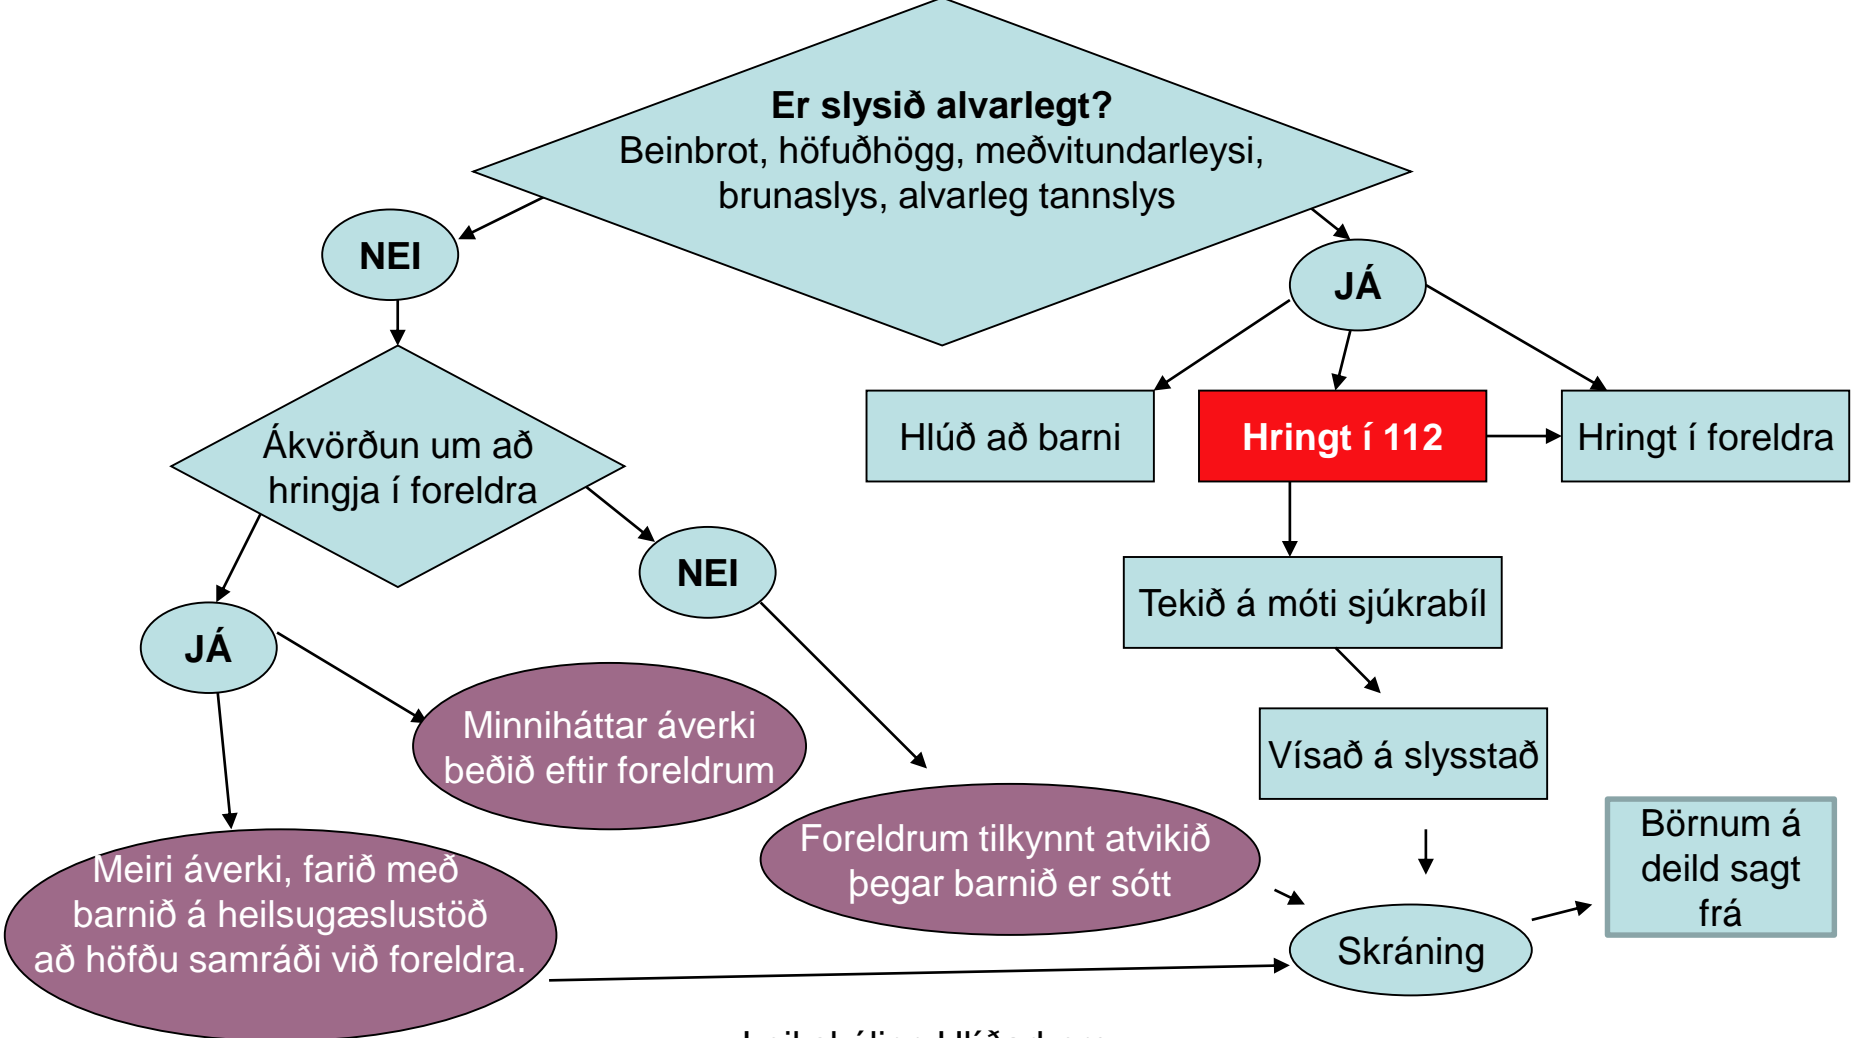 Er slysið alvarlegt?
Beinbrot, höfuðhögg, meðvitundarleysi,
brunaslys, alvarleg tannslys
NEI
JÁ
Hlúð að barni
Hringt í 112
Hringt í foreldra
Ákvörðun um að
hringja í foreldra
NEI
Tekið á móti sjúkrabíl
JÁ
Minniháttar áverki
beðið eftir foreldrum
Vísað á slysstað
Foreldrum tilkynnt atvikið
þegar barnið er sótt
Börnum á
deild sagt
frá
Meiri áverki, farið með
barnið á heilsugæslustöð
að höfðu samráði við foreldra.
Skráning